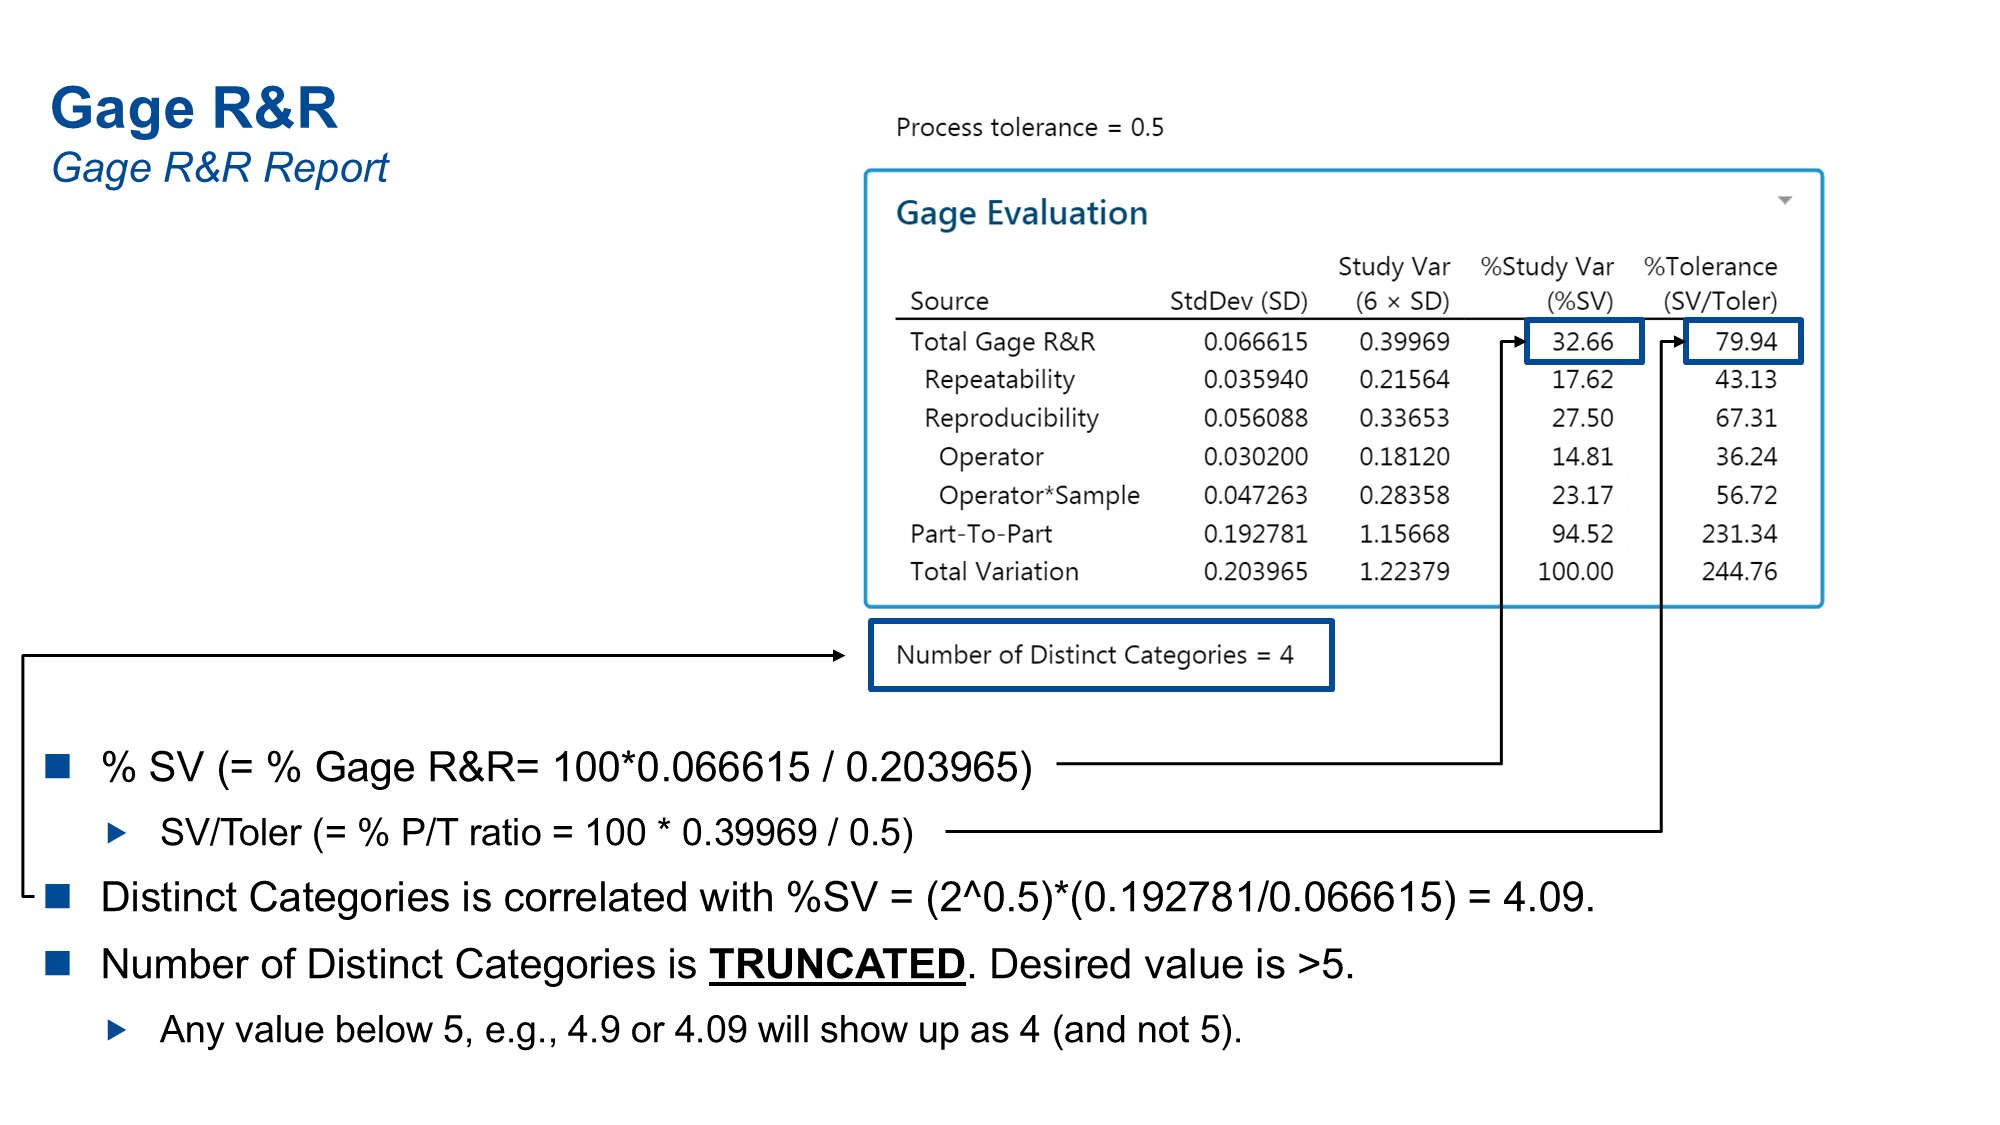 Gage R&R
Gage R&R Report
Process tolerance = 0.5
Gage Evaluation
Study Var %Study Var %Tolerance
Source StdDev (SD) (6 × SD) (%SV) (SV/Toler)
Total Gage R&R 0.066615 0.39969 32.66 79.94
Repeatability 0.035940 0.21564 17.62 43.13
Reproducibility 0.056088 0.33653 27.50 67.31
Operator 0.030200 0.18120 14.81 36.24
Operator*Sample 0.047263 0.28358 23.17 56.72
Part-To-Part 0.192781 1.15668 94.52 231.34
Total Variation 0.203965 1.22379 100.00 244.76
Number of Distinct Categories = 4
% SV (= % Gage R&R= 100*0.066615 / 0.203965)
SV/Toler (= % P/T ratio = 100 * 0.39969 / 0.5)
Distinct Categories is correlated with %SV = (2^0.5)*(0.192781/0.066615) = 4.09.
Number of Distinct Categories is TRUNCATED. Desired value is >5.
Any value below 5, e.g., 4.9 or 4.09 will show up as 4 (and not 5).